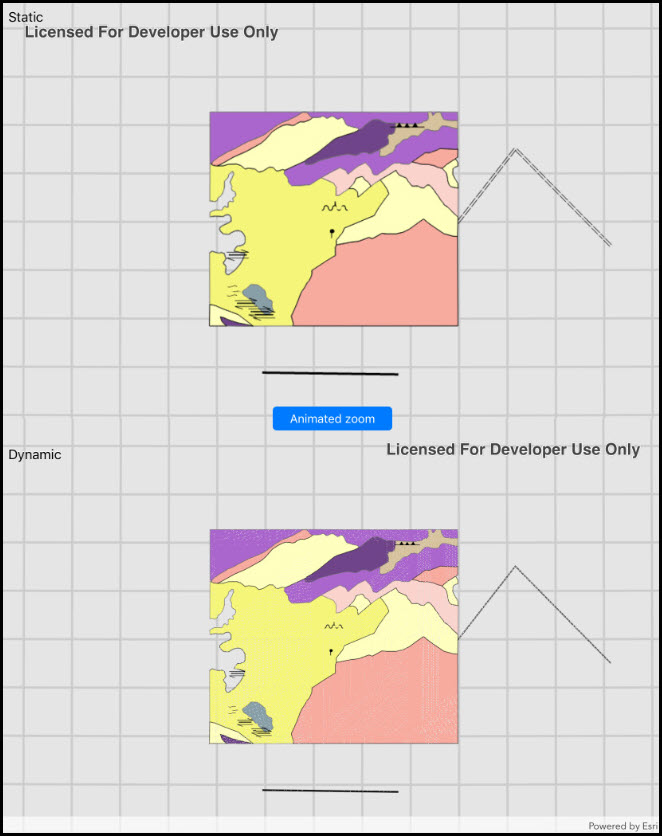 Static
Licensed For Developer Use Only
Animated zoom
Licensed For Developer Use Only
Dynamic
Powered by Esri